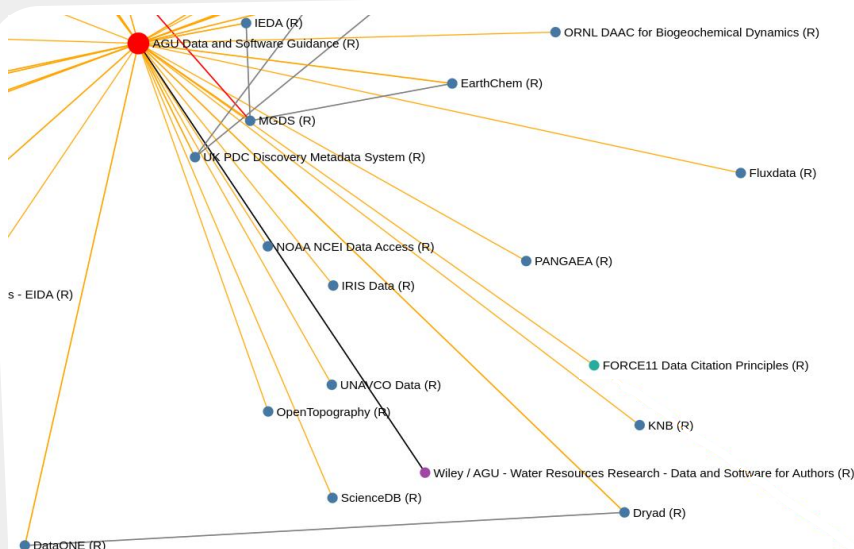 IEDA (R)
ORNL DAAC for Biogeochemical Dynamics (R)
AGU Data and Software Guidance (R)
EarthChem (R)
MGDS (R)
UK PDC Discovery Metadata System (R)
Fluxdata (R)
NOAA NCEI Data Access (R)
PANGAEA (R)
IRIS Data (R)
s - EIDA (R)
FORCE11 Data Citation Principles (R)
UNAVCO Data (R)
OpenTopography (R)
KNB (R)
Wiley / AGU - Water Resources Research - Data and Software for Authors (R)
ScienceDB (R)
Dryad (R)
DataONE (R)